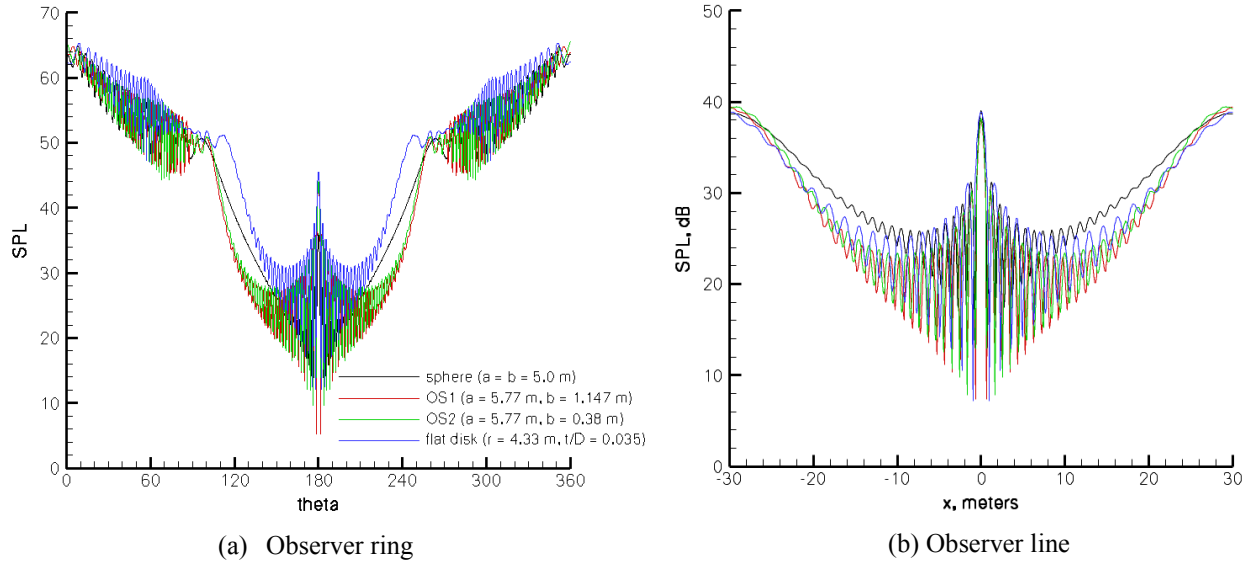 70
60
50
40
30
20
10
0
SPL
0 60 120 180 240 300 360
theta
sphere (a = b = 5.0 m)
OS1 (a = 5.77 m, b = 1.147 m)
OS2 (a = 5.77 m, b = 0.38 m)
flat disk (r = 4.33 m, t/D = 0.035)
(a) Observer ring
50
40
30
20
10
0
SPL, dB
-30 -20 -10 0 10 20 30
x, meters
(b) Observer line